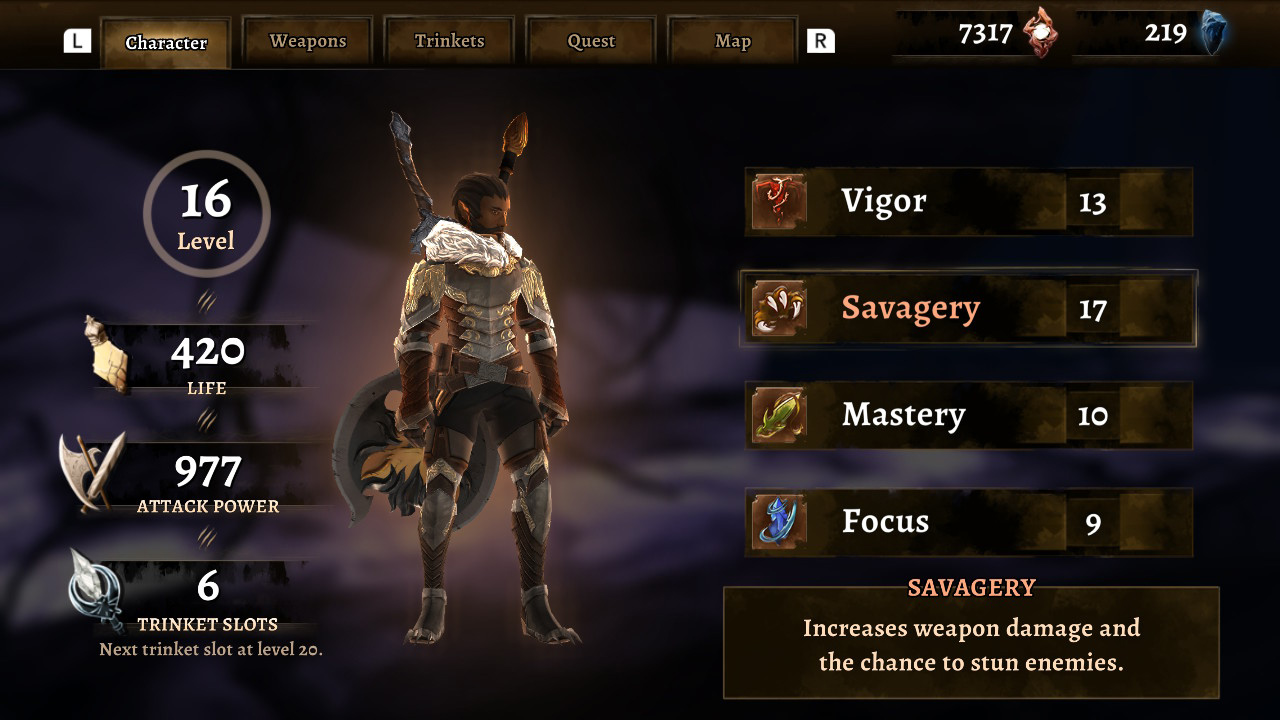 L Character Weapons Trinkets Quest Map R 7317 219
16
Level
420
LIFE
977
ATTACK POWER
6
TRINKET SLOTS
Next trinket slot at level 20.
Vigor 13
Savagery 17
Mastery 10
Focus 9
SAVAGERY
Increases weapon damage and
the chance to stun enemies.